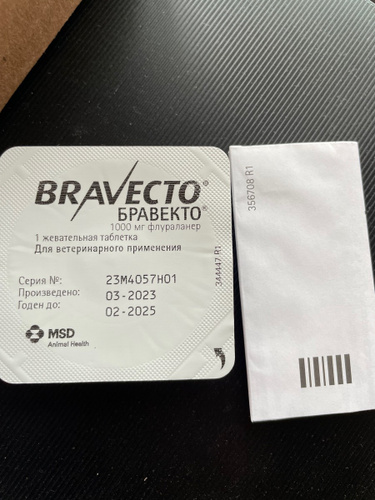 BRAVECTO®
БРАВЕКТО®
1000 мг флураланер
1 жевательная таблетка
Для ветеринарного применения
Серия №: 23M4057H01
Произведено: 03-2023
Годен до: 02-2025
MSD
Animal Health
344447 R1
356708 R1